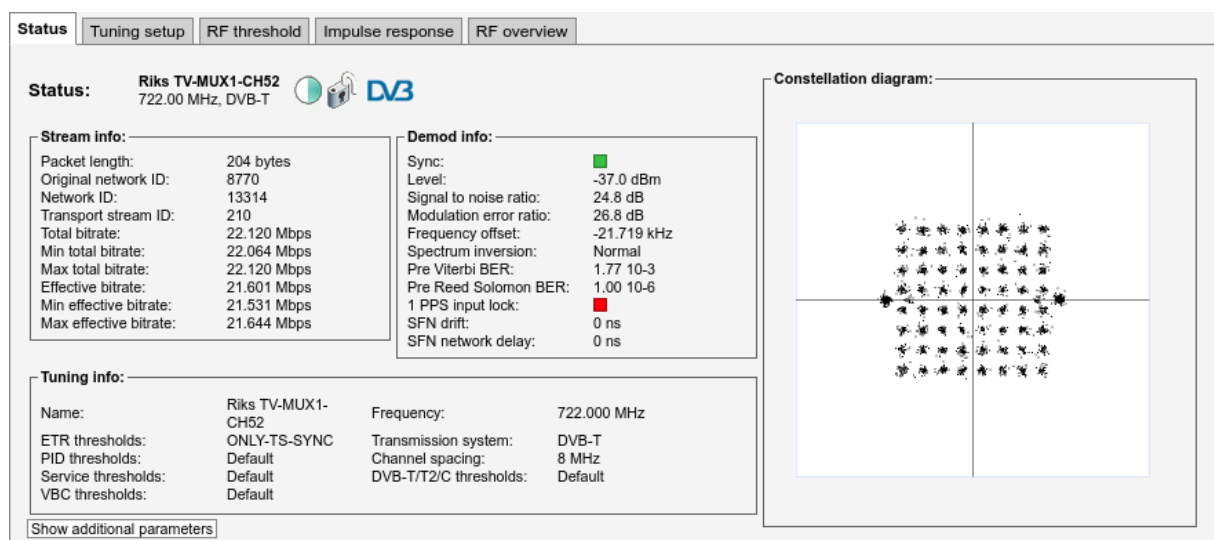 Status Tuning setup RF threshold Impulse response RF overview
Status: Riks TV-MUX1-CH52
722.00 MHz, DVB-T
DVB
Stream info:
Packet length: 204 bytes
Original network ID: 8770
Network ID: 13314
Transport stream ID: 210
Total bitrate: 22.120 Mbps
Min total bitrate: 22.064 Mbps
Max total bitrate: 22.120 Mbps
Effective bitrate: 21.601 Mbps
Min effective bitrate: 21.531 Mbps
Max effective bitrate: 21.644 Mbps
Demod info:
Sync:
Level: -37.0 dBm
Signal to noise ratio: 24.8 dB
Modulation error ratio: 26.8 dB
Frequency offset: -21.719 kHz
Spectrum inversion: Normal
Pre Viterbi BER: 1.77 10-3
Pre Reed Solomon BER: 1.00 10-6
1 PPS input lock:
SFN drift: 0 ns
SFN network delay: 0 ns
Tuning info:
Name: Riks TV-MUX1-
CH52
Frequency: 722.000 MHz
ETR thresholds: ONLY-TS-SYNC Transmission system: DVB-T
PID thresholds: Default Channel spacing: 8 MHz
Service thresholds: Default DVB-T/T2/C thresholds: Default
VBC thresholds: Default
Show additional parameters
Constellation diagram: